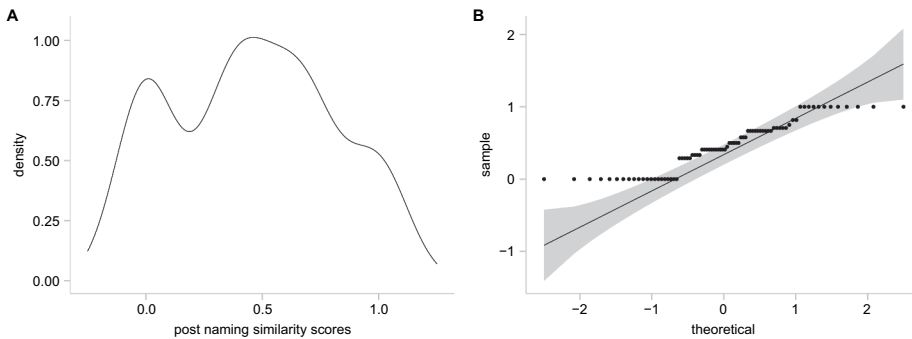 A
density
1.00
0.75
0.50
0.25
0.00
0.0 0.5 1.0
post naming similarity scores
B
sample
2
1
0
−1
−2 −1 0 1 2
theoretical